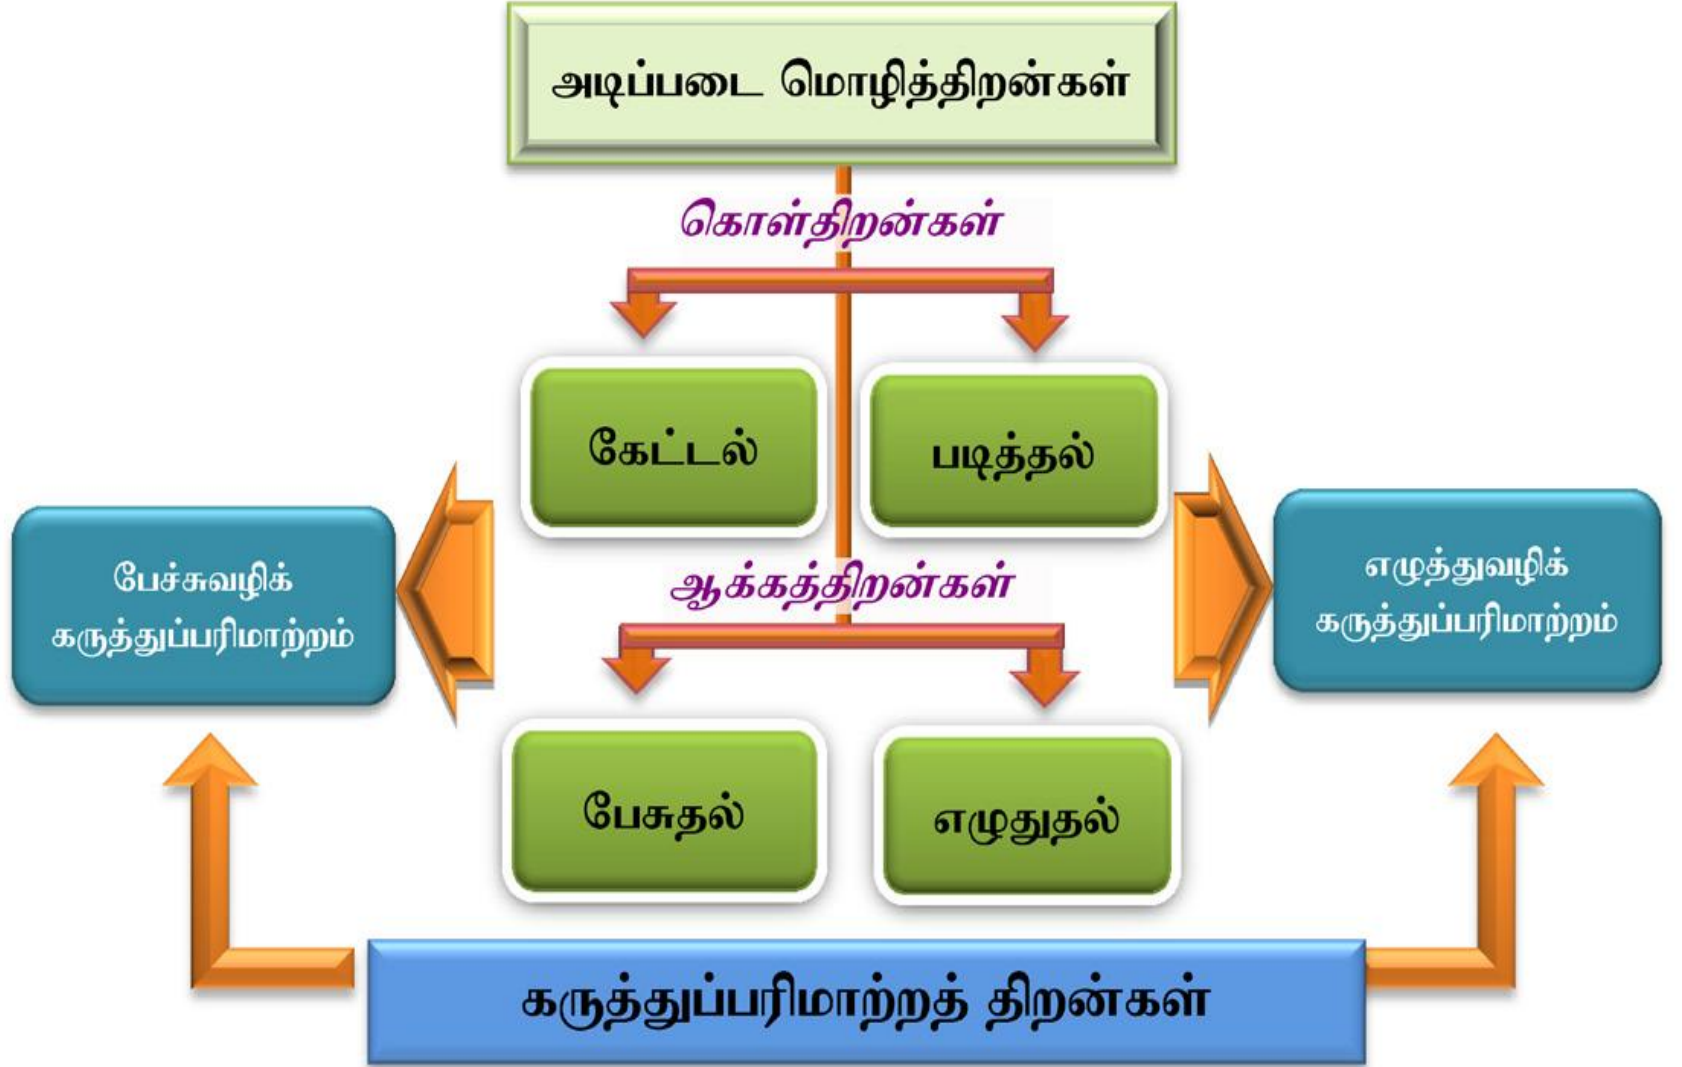 அடிப்படை மொழித்திறன்கள்
கொள்திறன்கள்
கேட்டல்
படித்தல்
பேச்சுவழிக்
கருத்துப்பரிமாற்றம்
எழுத்துவழிக்
கருத்துப்பரிமாற்றம்
ஆக்கத்திறன்கள்
பேசுதல்
எழுதுதல்
கருத்துப்பரிமாற்றத் திறன்கள்